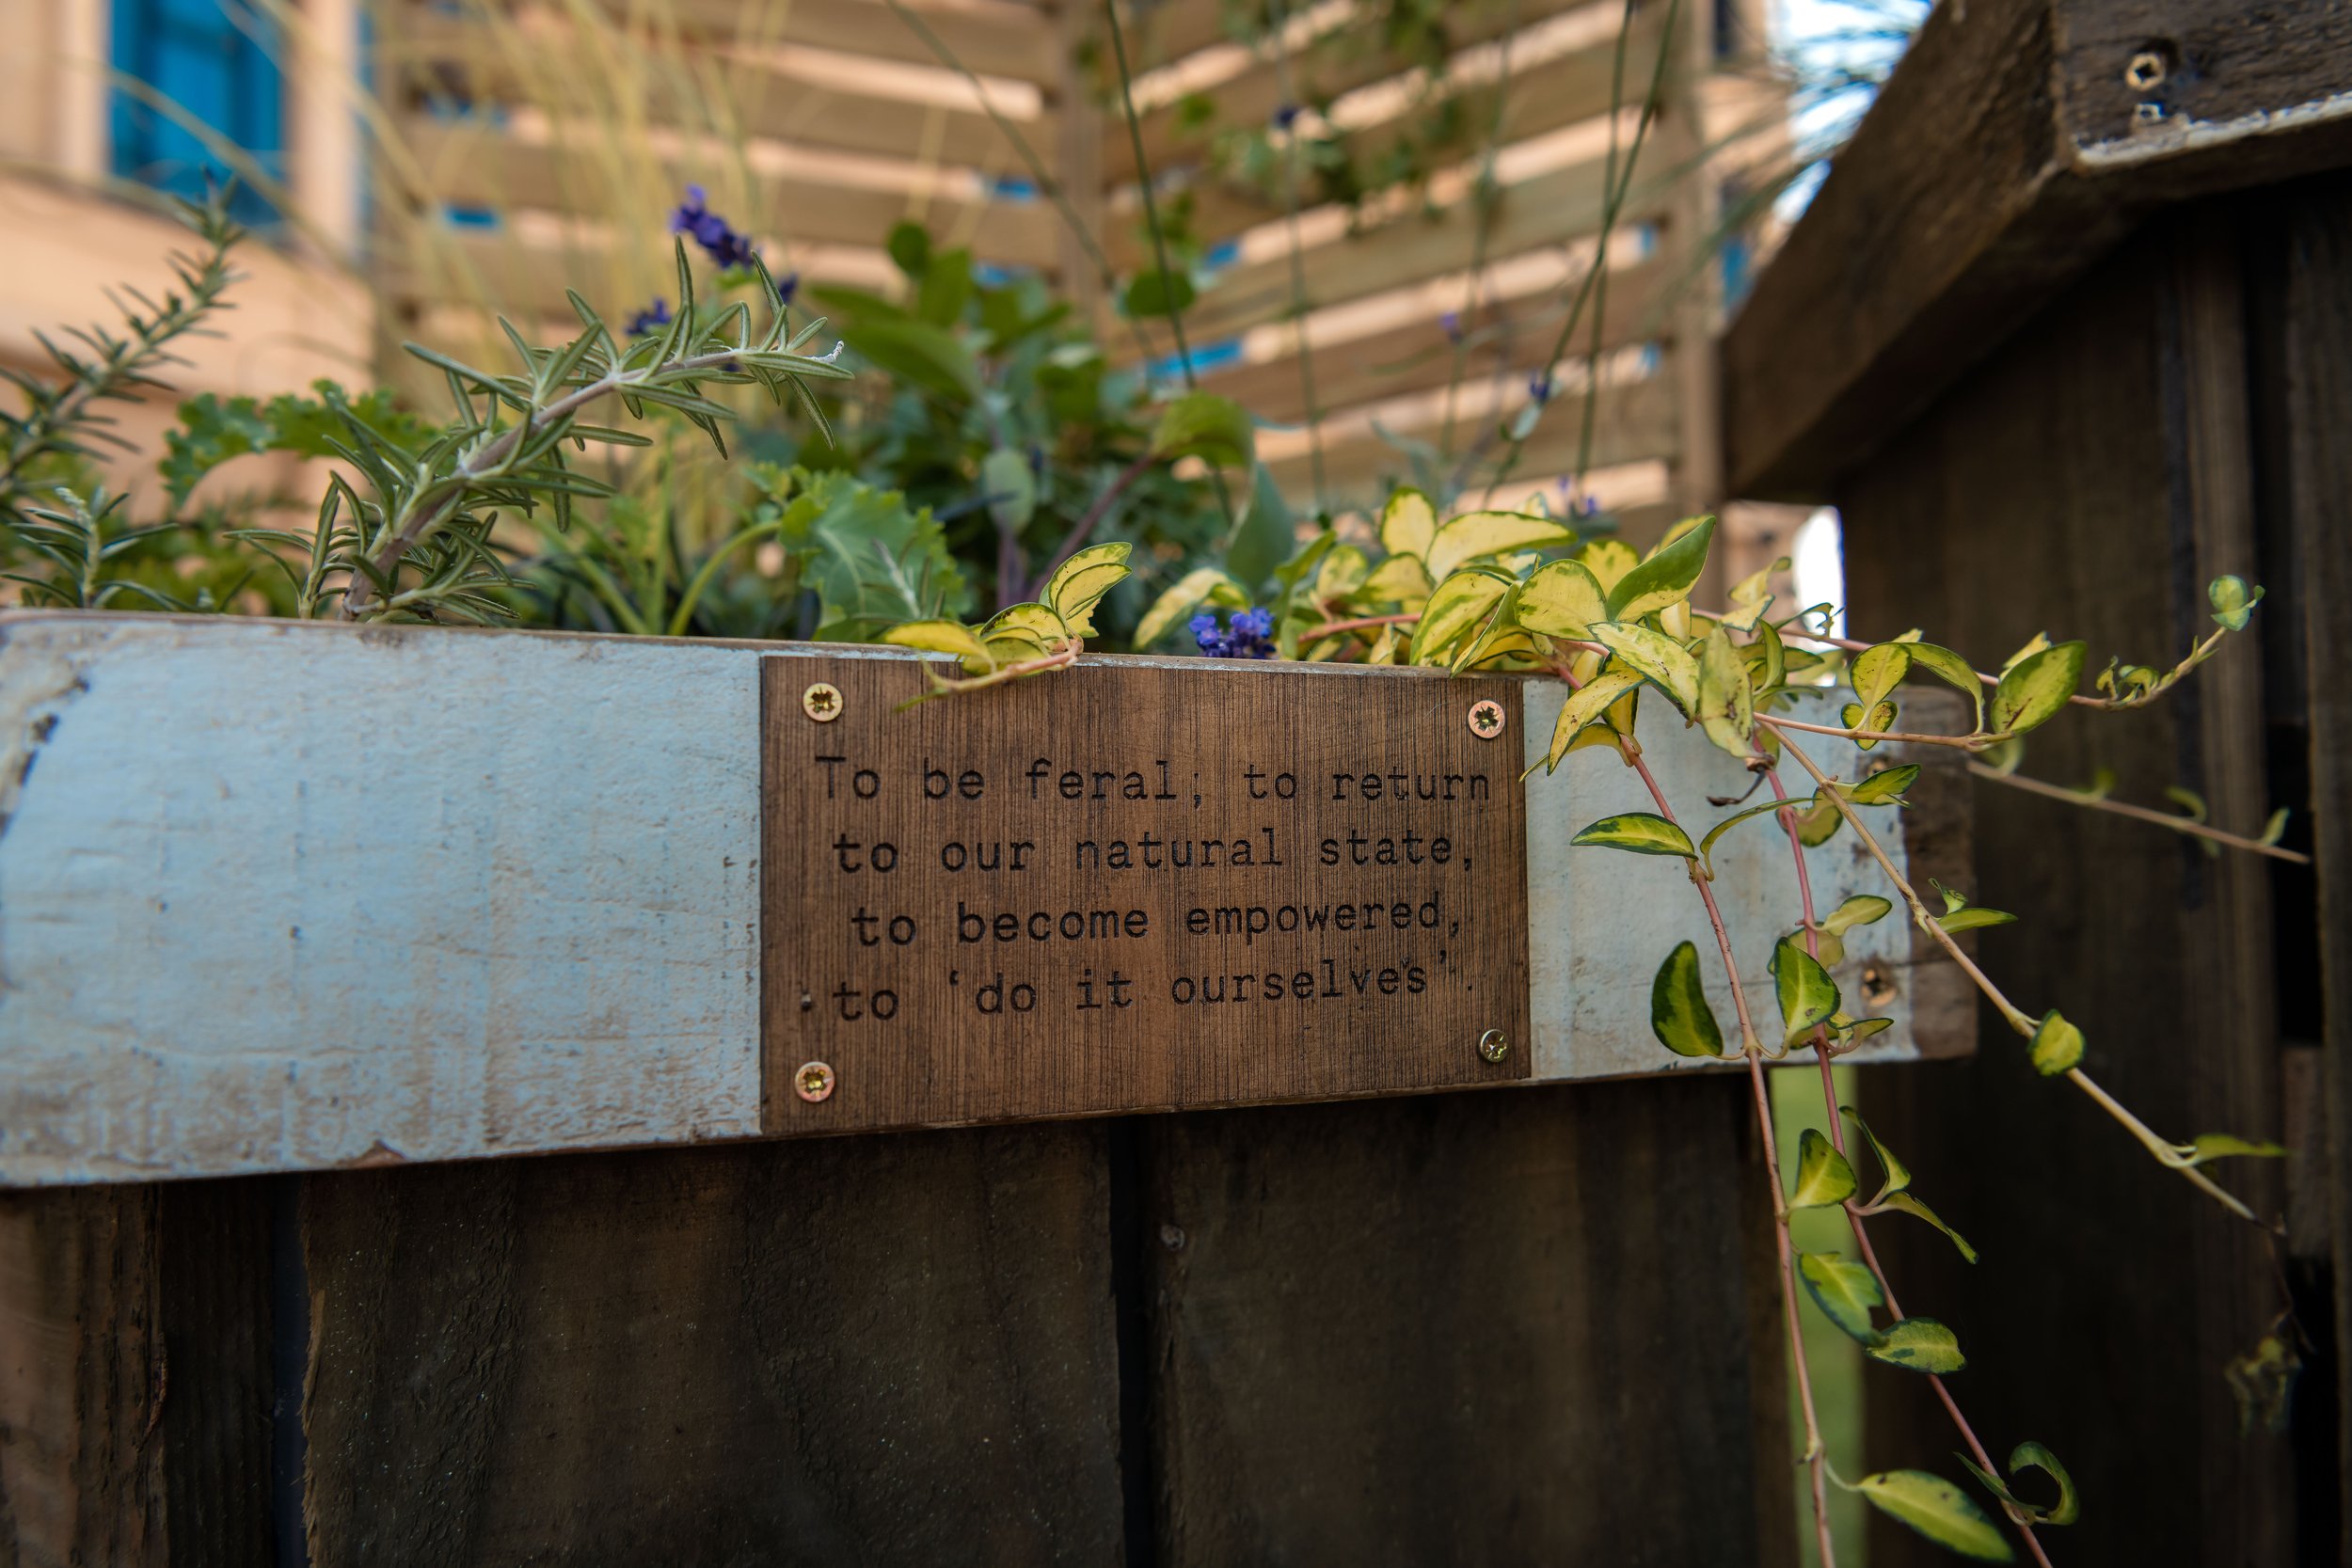 To be feral; to return
to our natural state,
to become empowered,
to ‘do it ourselves’.